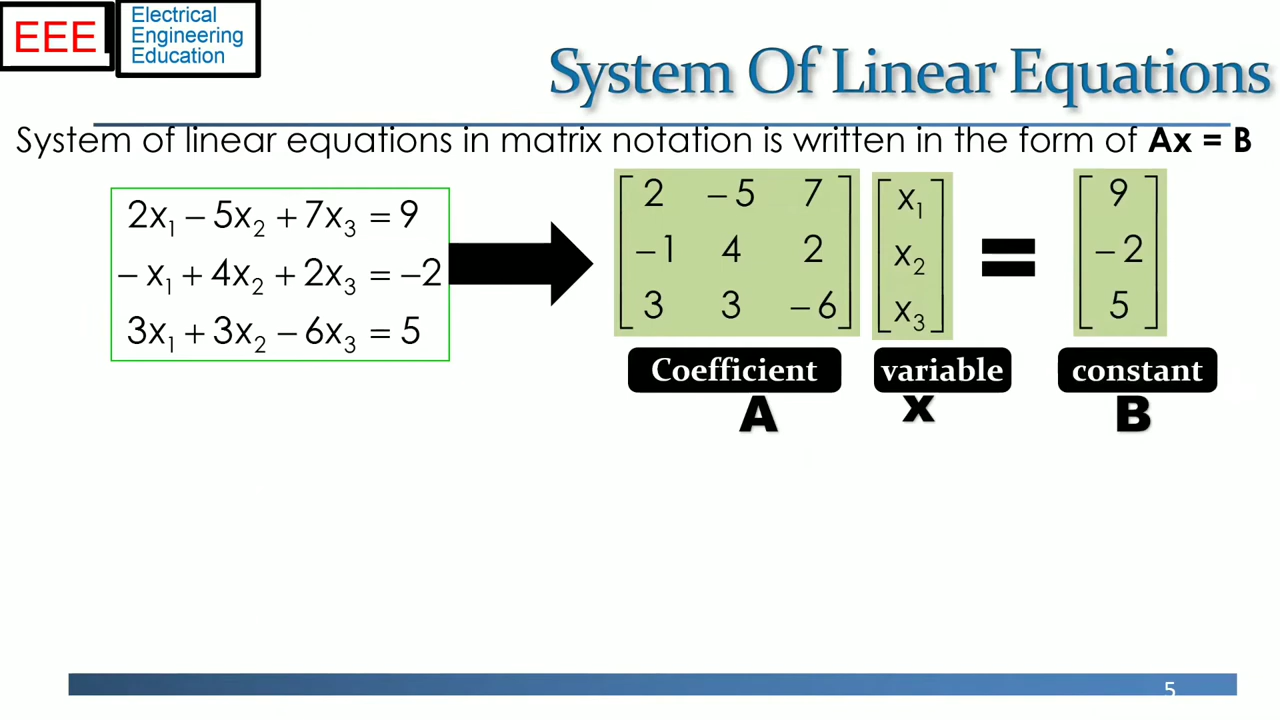 EEE
Electrical
Engineering
Education
System Of Linear Equations
System of linear equations in matrix notation is written in the form of Ax = B
2x₁ − 5x₂ + 7x₃ = 9
− x₁ + 4x₂ + 2x₃ = −2
3x₁ + 3x₂ − 6x₃ = 5
2 −5 7 x₁ 9
−1 4 2 x₂ = −2
3 3 −6 x₃ 5
Coefficient variable constant
A x B
5